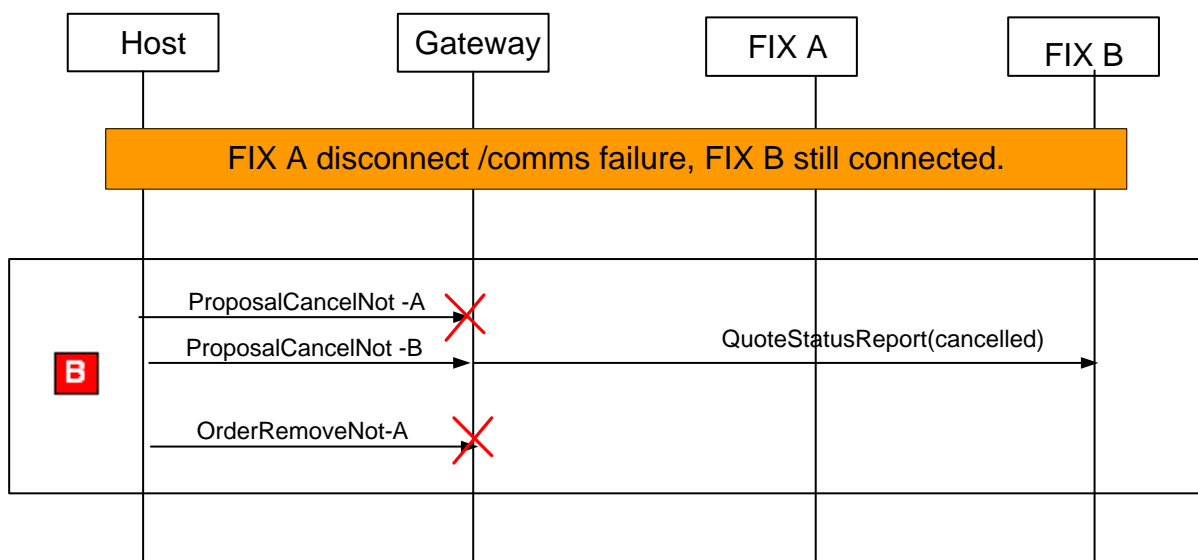 Host
Gateway
FIX A
FIX B
FIX A disconnect /comms failure, FIX B still connected.
ProposalCancelNot -A
ProposalCancelNot -B
QuoteStatusReport(cancelled)
B
OrderRemoveNot-A